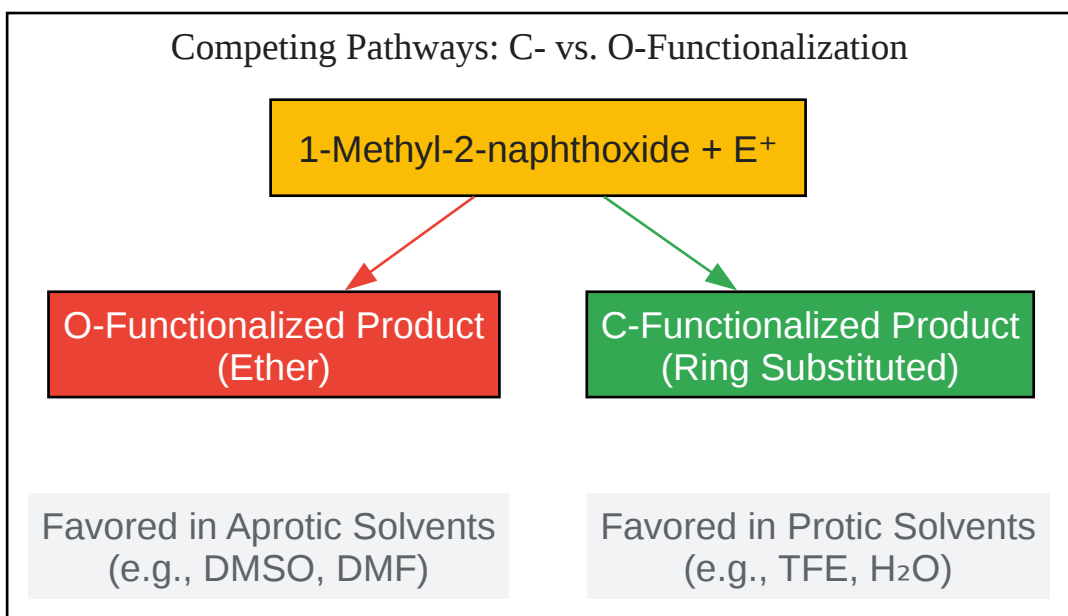 Competing Pathways: C- vs. O-Functionalization
1-Methyl-2-naphthoxide + E⁺
O-Functionalized Product
(Ether)
C-Functionalized Product
(Ring Substituted)
Favored in Aprotic Solvents
(e.g., DMSO, DMF)
Favored in Protic Solvents
(e.g., TFE, H₂O)